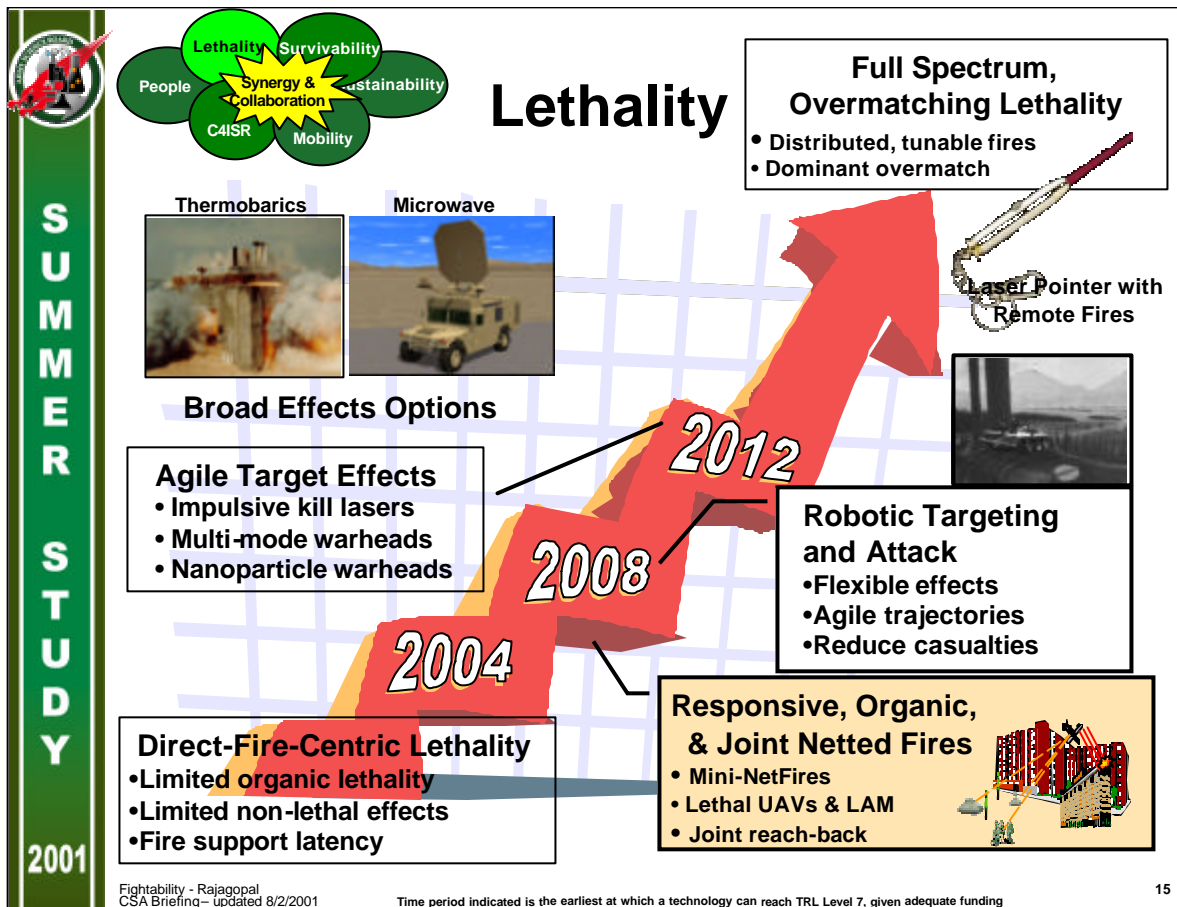 Lethality
Survivability
People
Synergy &
Collaboration
ustainability
C4ISR
Mobility
Lethality
Full Spectrum,
Overmatching Lethality
• Distributed, tunable fires
• Dominant overmatch
Laser Pointer with
Remote Fires
Thermobarics
Microwave
Broad Effects Options
Agile Target Effects
• Impulsive kill lasers
• Multi-mode warheads
• Nanoparticle warheads
2012
2008
2004
Robotic Targeting
and Attack
•Flexible effects
•Agile trajectories
•Reduce casualties
Responsive, Organic,
& Joint Netted Fires
• Mini-NetFires
• Lethal UAVs & LAM
• Joint reach-back
Direct-Fire-Centric Lethality
•Limited organic lethality
•Limited non-lethal effects
•Fire support latency
SUMMER
STUDY
2001
Fightability - Rajagopal
CSA Briefing– updated 8/2/2001
Time period indicated is the earliest at which a technology can reach TRL Level 7, given adequate funding
15